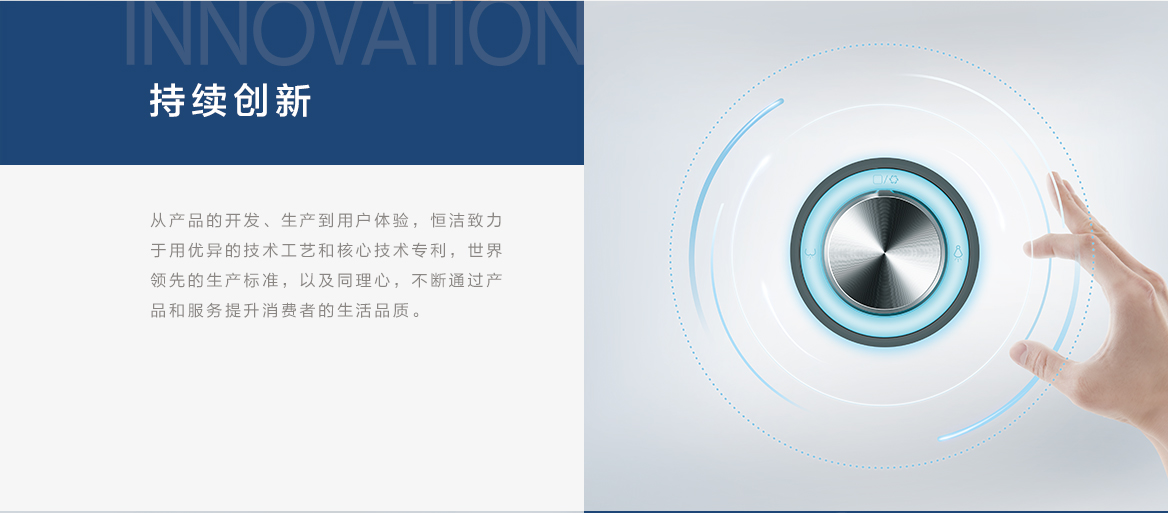 INNOVATION
持续创新
从产品的开发、生产到用户体验，恒洁致力
于用优异的技术工艺和核心技术专利，世界
领先的生产标准，以及同理心，不断通过产
品和服务提升消费者的生活品质。